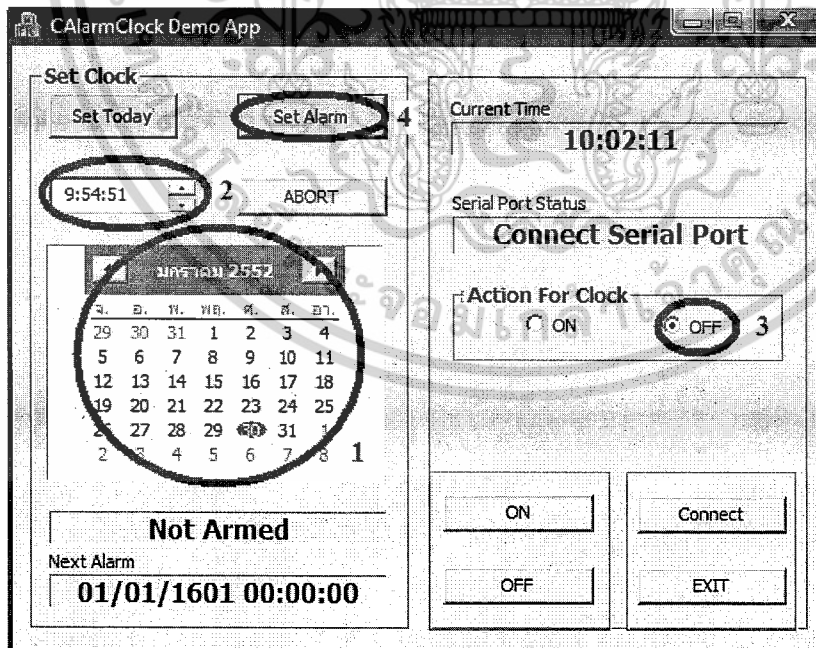 CAlarmClock Demo App
Set Clock
Set Today
Set Alarm
4
9:54:51
2
ABORT
มกราคม 2552
จ. อ. พ. พฤ. ศ. ส. อา.
29 30 31 1 2 3 4
5 6 7 8 9 10 11
12 13 14 15 16 17 18
19 20 21 22 23 24 25
26 27 28 29 30 31 1
2 3 4 5 6 7 8
1
Not Armed
Next Alarm
01/01/1601 00:00:00
Current Time
10:02:11
Serial Port Status
Connect Serial Port
Action For Clock
ON
OFF
3
ON
Connect
OFF
EXIT